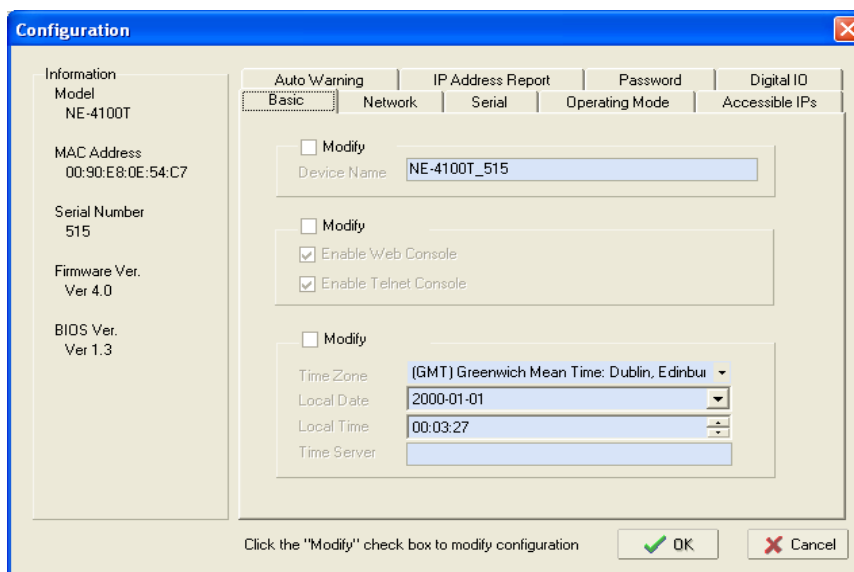 Configuration
Information
Model
NE-4100T
MAC Address
00:90:E8:0E:54:C7
Serial Number
515
Firmware Ver.
Ver 4.0
BIOS Ver.
Ver 1.3
Auto Warning
IP Address Report
Password
Digital IO
Basic
Network
Serial
Operating Mode
Accessible IPs
Modify
Device Name
NE-4100T_515
Modify
Enable Web Console
Enable Telnet Console
Modify
Time Zone
(GMT) Greenwich Mean Time: Dublin, Edinbur
Local Date
2000-01-01
Local Time
00:03:27
Time Server
Click the "Modify" check box to modify configuration
OK
Cancel